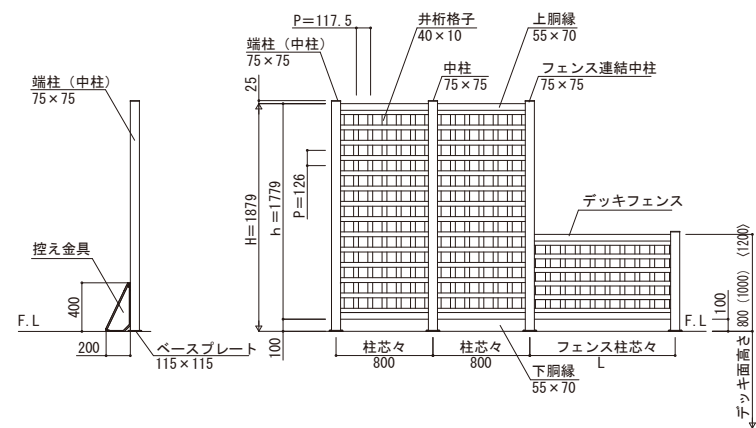 P＝117.5
井桁格子
40×10
上胴縁
55×70
端柱（中柱）
75×75
中柱
75×75
フェンス連結中柱
75×75
端柱（中柱）
75×75
25
H＝1879
h＝1779
P＝126
デッキフェンス
控え金具
400
F.L
200
ベースプレート
115×115
100
柱芯々
800
柱芯々
800
フェンス柱芯々
L
下胴縁
55×70
100
F.L
デッキ面高さ 800（1000）〈1200〉